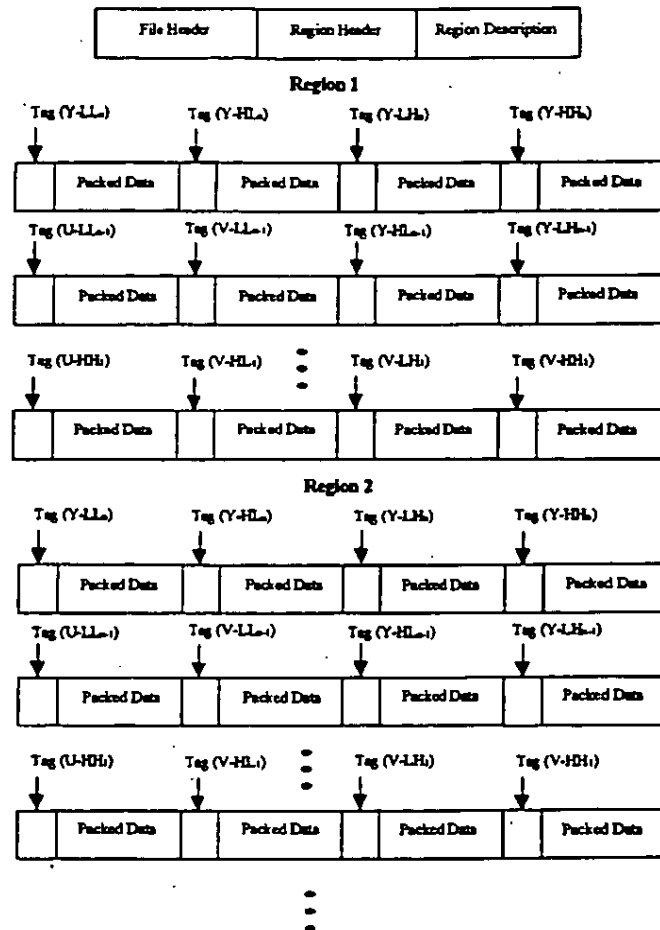 File Header Region Header Region Description
Region 1
Tag (Y-LLₙ) Tag (Y-HLₙ) Tag (Y-LHₙ) Tag (Y-HHₙ)
Packed Data Packed Data Packed Data Packed Data
Tag (U-LLₙ₋₁) Tag (V-LLₙ₋₁) Tag (Y-HLₙ₋₁) Tag (Y-LHₙ₋₁)
Packed Data Packed Data Packed Data Packed Data
Tag (U-HH₁) Tag (V-HL₁) Tag (V-LH₁) Tag (V-HH₁)
Packed Data Packed Data Packed Data Packed Data
Region 2
Tag (Y-LLₙ) Tag (Y-HLₙ) Tag (Y-LHₙ) Tag (Y-HHₙ)
Packed Data Packed Data Packed Data Packed Data
Tag (U-LLₙ₋₁) Tag (V-LLₙ₋₁) Tag (Y-HLₙ₋₁) Tag (Y-LHₙ₋₁)
Packed Data Packed Data Packed Data Packed Data
Tag (U-HH₁) Tag (V-HL₁) Tag (V-LH₁) Tag (V-HH₁)
Packed Data Packed Data Packed Data Packed Data